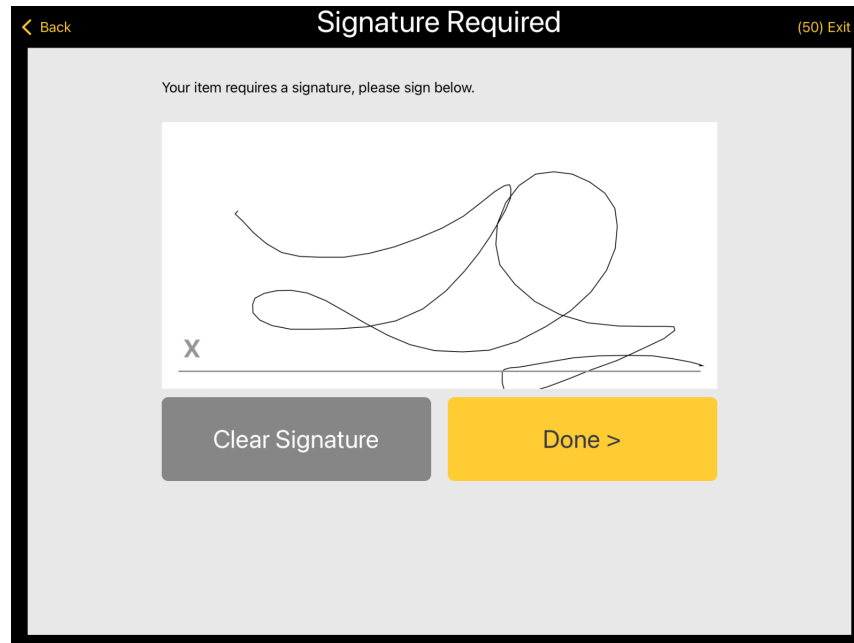 Back Signature Required (50) Exit
Your item requires a signature, please sign below.
X
Clear Signature Done >